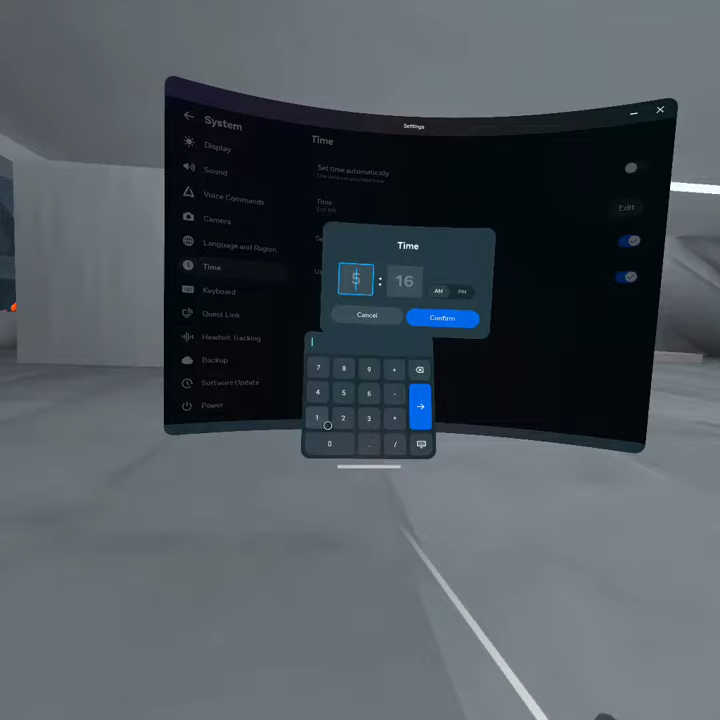 Settings
System
Display
Sound
Voice Commands
Camera
Language and Region
Time
Keyboard
Quest Link
Headset Tracking
Backup
Software Update
Power
Time
Set time automatically
Time
Edit
Time
5 : 16
AM PM
Cancel
Confirm
7 8 9 +
4 5 6 -
1 2 3 *
0 . /